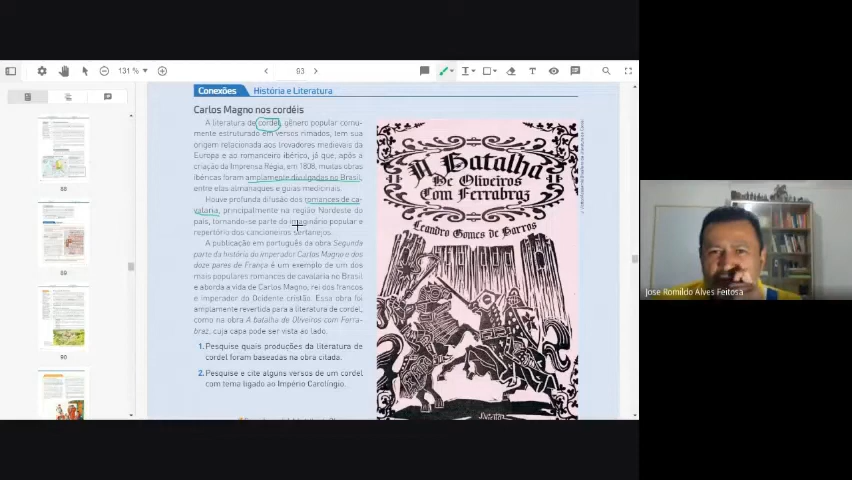 131 %
93
T
Conexões História e Literatura
Carlos Magno nos cordéis
A literatura de cordel, gênero popular comu-
mente estruturado em versos rimados, tem sua
origem relacionada aos trovadores medievais da
Europa e ao romanceiro ibérico, já que, após a
criação da Imprensa Régia, em 1808, muitas obras
ibéricas foram amplamente divulgadas no Brasil,
entre elas almanaques e guias medicinais.
Houve profunda difusão dos romances de ca-
valaria, principalmente na região Nordeste do
país, tornando-se parte do imaginário popular e
repertório dos cancioneiros sertanejos.
A publicação em português da obra Segunda
parte da história do imperador Carlos Magno e dos
doze pares de França é um exemplo de um dos
mais populares romances de cavalaria no Brasil
e aborda a vida de Carlos Magno, rei dos francos
e imperador do Ocidente cristão. Essa obra foi
amplamente revertida para a literatura de cordel,
como na obra A batalha de Oliveiros com Ferra-
braz, cuja capa pode ser vista ao lado.
1. Pesquise quais produções da literatura de
cordel foram baseadas na obra citada.
2. Pesquise e cite alguns versos de um cordel
com tema ligado ao Império Carolíngio.
A Batalha
De Oliveiros
Com Ferrabraz
Leandro Gomes de Barros
88
89
90
Jose Romildo Alves Feitosa